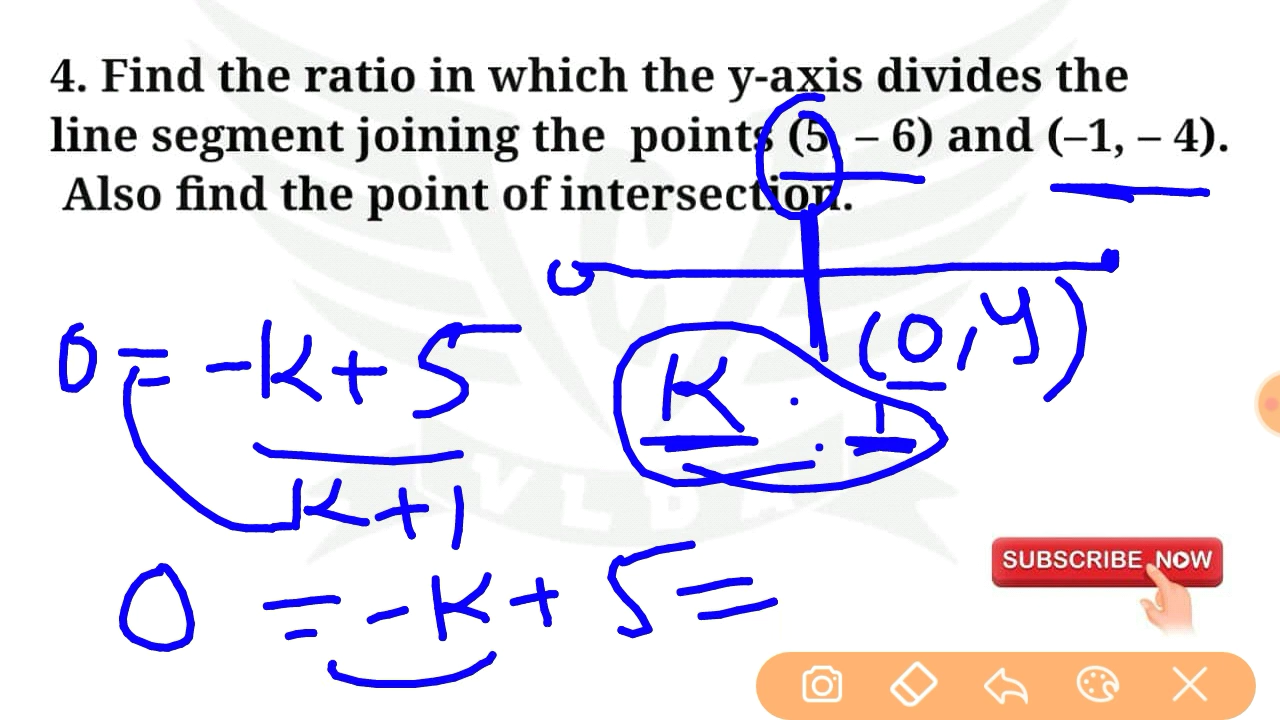 4. Find the ratio in which the y-axis divides the
line segment joining the points (5, – 6) and (–1, – 4).
Also find the point of intersection.
(0, y)
0 = -K+5
K : 1
K+1
VLDA
0 = -K+5=
SUBSCRIBE NOW